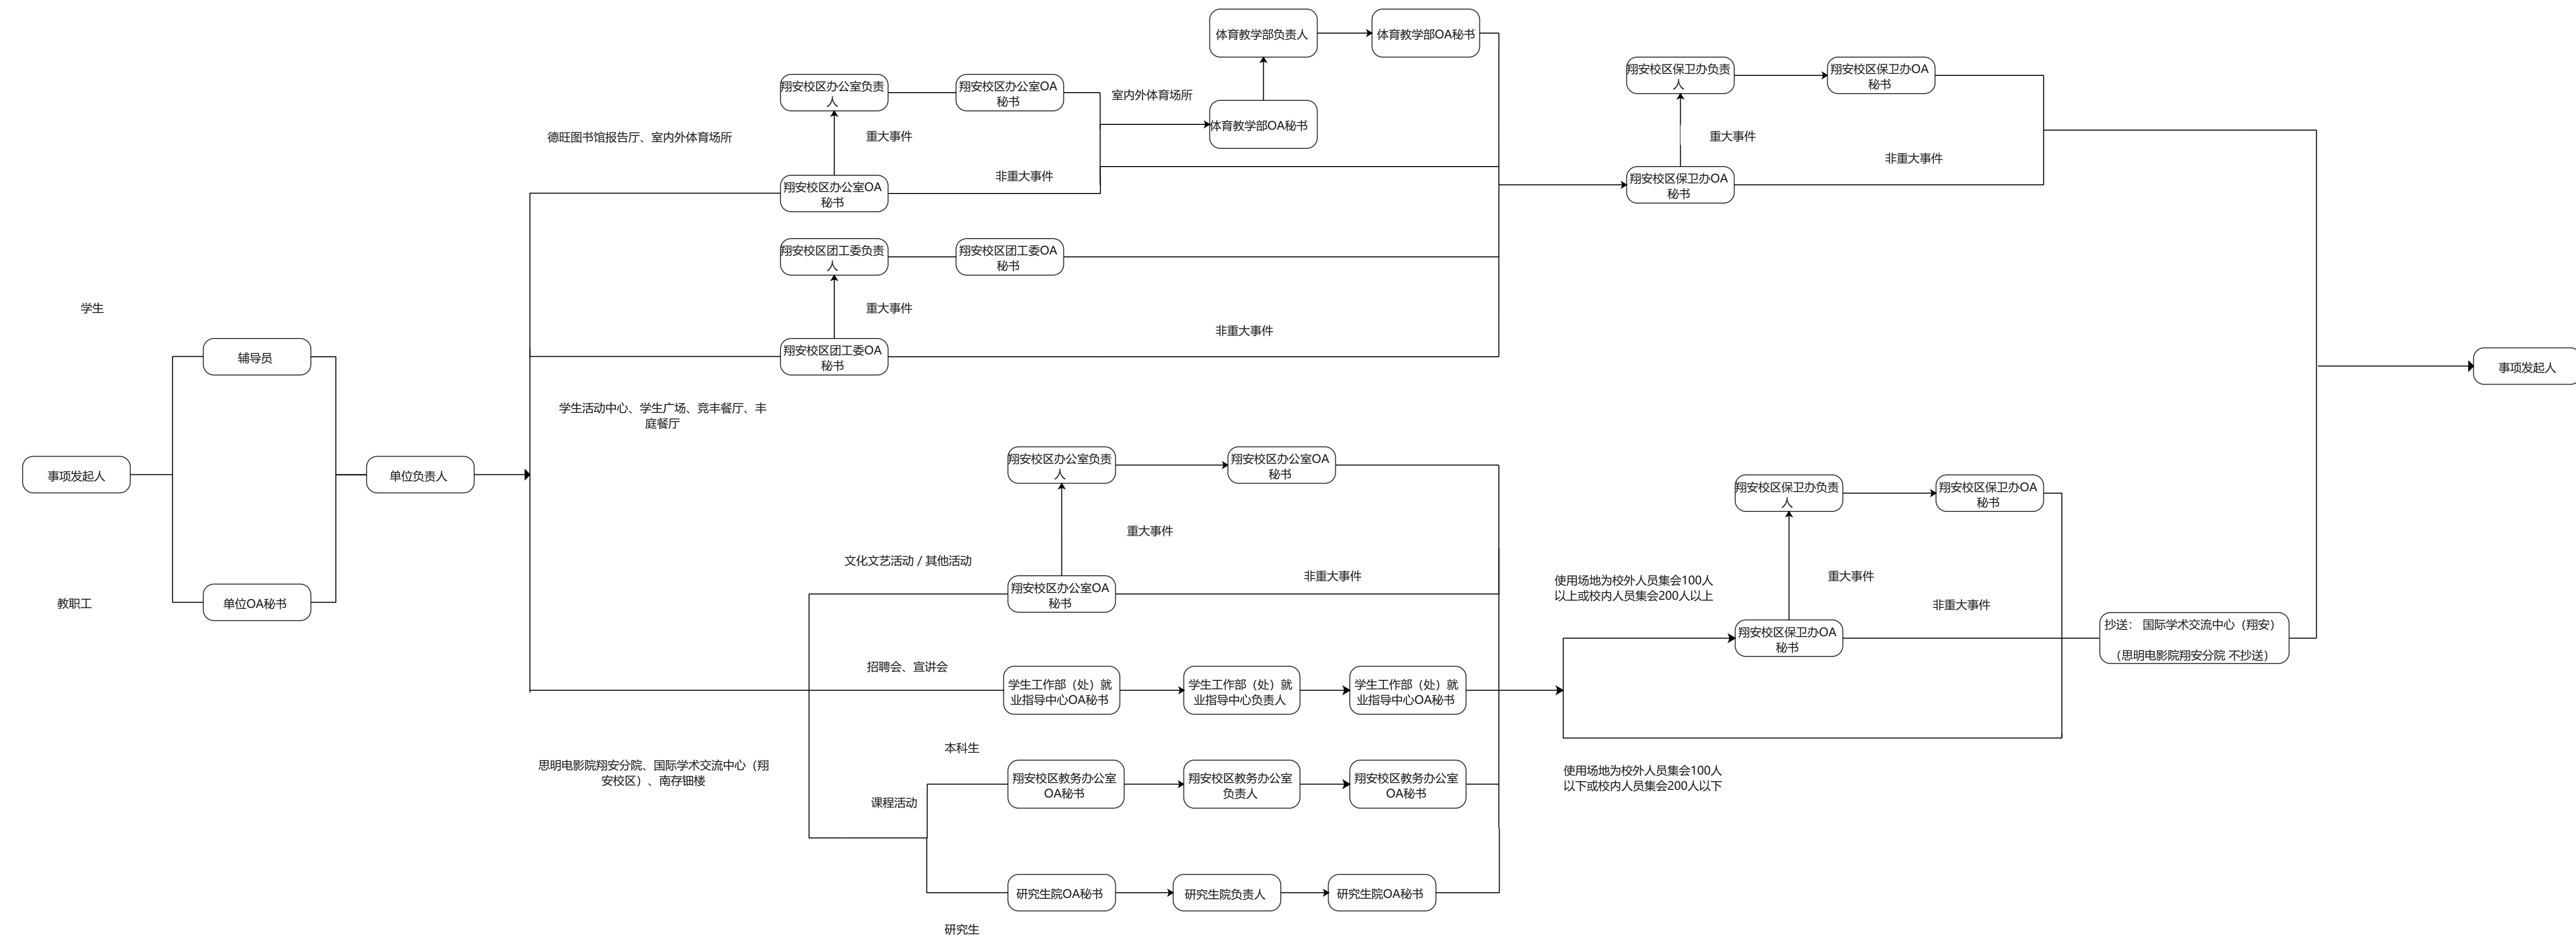 体育教学部负责人
体育教学部OA秘书
翔安校区保卫办负责
人
翔安校区保卫办OA
秘书
翔安校区办公室负责
人
翔安校区办公室OA
秘书
室内外体育场所
体育教学部OA秘书
德旺图书馆报告厅、室内外体育场所
重大事件
重大事件
非重大事件
非重大事件
翔安校区办公室OA
秘书
翔安校区保卫办OA
秘书
翔安校区团工委负责
人
翔安校区团工委OA
秘书
学生
重大事件
非重大事件
辅导员
翔安校区团工委OA
秘书
事项发起人
学生活动中心、学生广场、竞丰餐厅、丰
庭餐厅
事项发起人
单位负责人
翔安校区办公室负责
人
翔安校区办公室OA
秘书
翔安校区保卫办负责
人
翔安校区保卫办OA
秘书
重大事件
文化文艺活动 / 其他活动
非重大事件
翔安校区办公室OA
秘书
使用场地为校外人员集会100人
以上或校内人员集会200人以上
重大事件
非重大事件
教职工
单位OA秘书
翔安校区保卫办OA
秘书
抄送： 国际学术交流中心（翔安）
（思明电影院翔安分院 不抄送）
招聘会、宣讲会
学生工作部（处）就
业指导中心OA秘书
学生工作部（处）就
业指导中心负责人
学生工作部（处）就
业指导中心OA秘书
本科生
思明电影院翔安分院、国际学术交流中心（翔
安校区）、南存钿楼
翔安校区教务办公室
OA秘书
翔安校区教务办公室
负责人
翔安校区教务办公室
OA秘书
使用场地为校外人员集会100人
以下或校内人员集会200人以下
课程活动
研究生院OA秘书
研究生院负责人
研究生院OA秘书
研究生